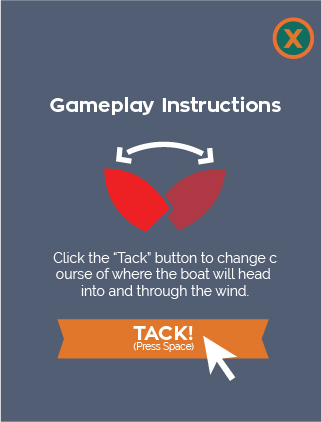 X
Gameplay Instructions
Click the “Tack” button to change c
ourse of where the boat will head
into and through the wind.
TACK!
(Press Space)